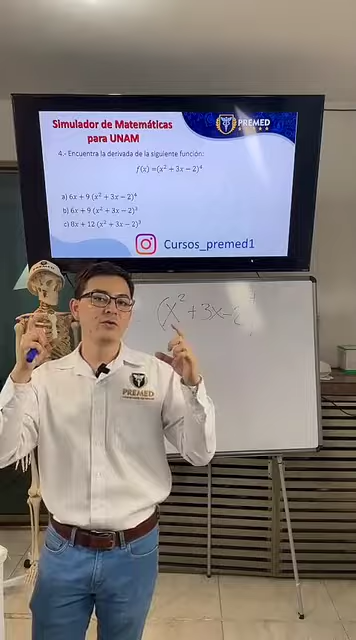 Simulador de Matemáticas
para UNAM
PREMED
4.- Encuentra la derivada de la siguiente función:
f(x) =(x² + 3x − 2)⁴
a) 6x + 9 (x² + 3x − 2)⁴
b) 6x + 9 (x² + 3x − 2)³
c) 8x + 12 (x² + 3x − 2)³
Cursos_premed1
(x² + 3x - 2)⁴
PREMED